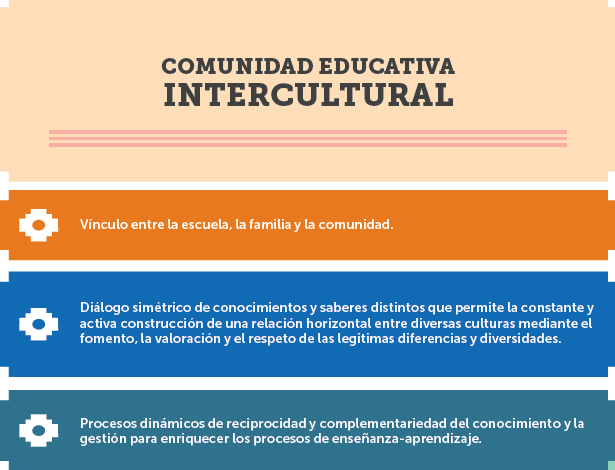 COMUNIDAD EDUCATIVA
INTERCULTURAL
Vínculo entre la escuela, la familia y la comunidad.
Diálogo simétrico de conocimientos y saberes distintos que permite la constante y
activa construcción de una relación horizontal entre diversas culturas mediante el
fomento, la valoración y el respeto de las legitimas diferencias y diversidades.
Procesos dinámicos de reciprocidad y complementariedad del conocimiento y la
gestión para enriquecer los procesos de enseñanza-aprendizaje.